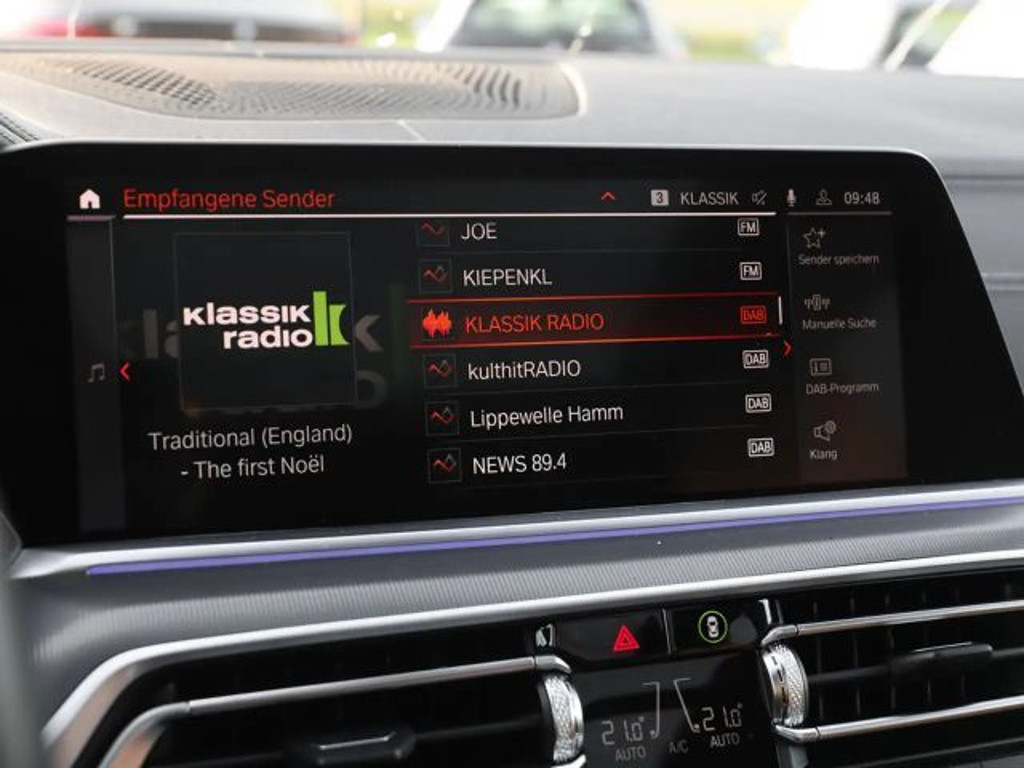 Empfangene Sender
3 KLASSIK 09:48
JOE FM
KIEPENKL FM
KLASSIK RADIO DAB
kulthitRADIO DAB
Lippewelle Hamm DAB
NEWS 89.4 DAB
Klassik
radio
Traditional (England)
- The first Noël
Sender speichern
Manuelle Suche
DAB-Programm
Klang
21.6° 21.6°
AUTO A/C AUTO